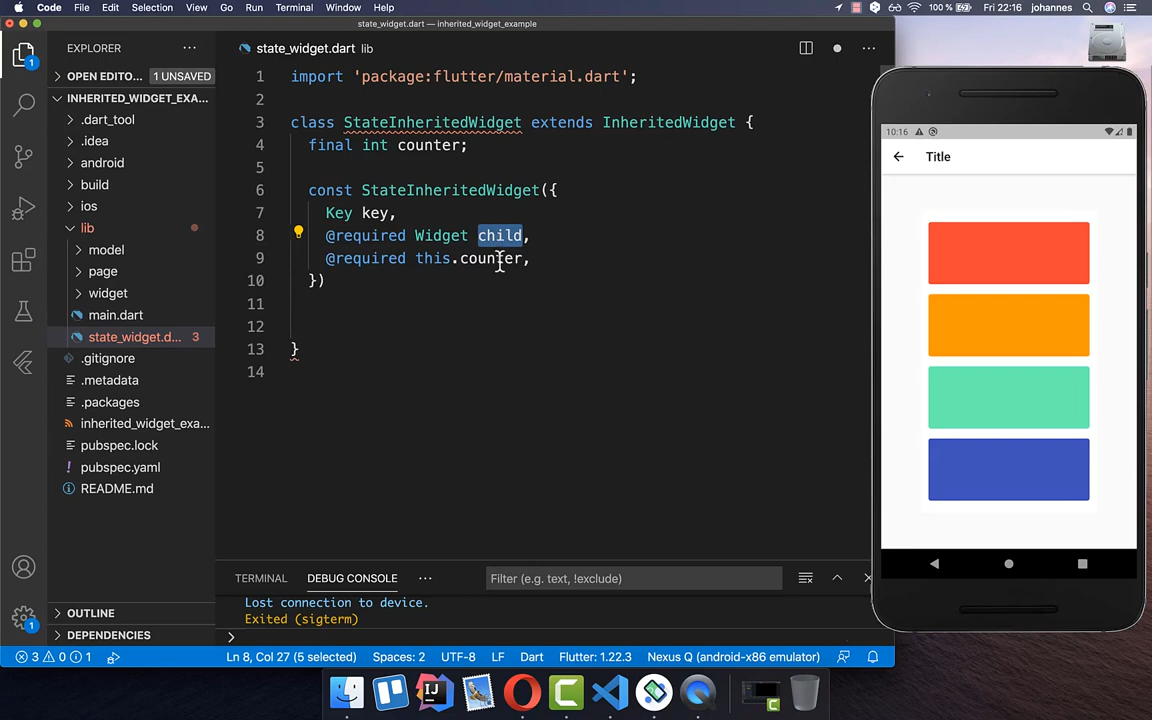 Code File Edit Selection View Go Run Terminal Window Help 100 % Fri 22:16 johannes
state_widget.dart — inherited_widget_example
EXPLORER ···
OPEN EDITO... 1 UNSAVED
INHERITED_WIDGET_EXA...
.dart_tool
.idea
android
build
ios
lib
model
page
widget
main.dart
state_widget.d... 3
.gitignore
.metadata
.packages
inherited_widget_exa...
pubspec.lock
pubspec.yaml
README.md
OUTLINE
DEPENDENCIES
1
1
state_widget.dart lib
1 import 'package:flutter/material.dart';
2
3 class StateInheritedWidget extends InheritedWidget {
4 final int counter;
5
6 const StateInheritedWidget({
7 Key key,
8 @required Widget child,
9 @required this.counter,
10 })
11
12
13 }
14
TERMINAL DEBUG CONSOLE ··· Filter (e.g. text, !exclude)
Lost connection to device.
Exited (sigterm)
3 0 1 Ln 8, Col 27 (5 selected) Spaces: 2 UTF-8 LF Dart Flutter: 1.22.3 Nexus Q (android-x86 emulator)
10:16
Title